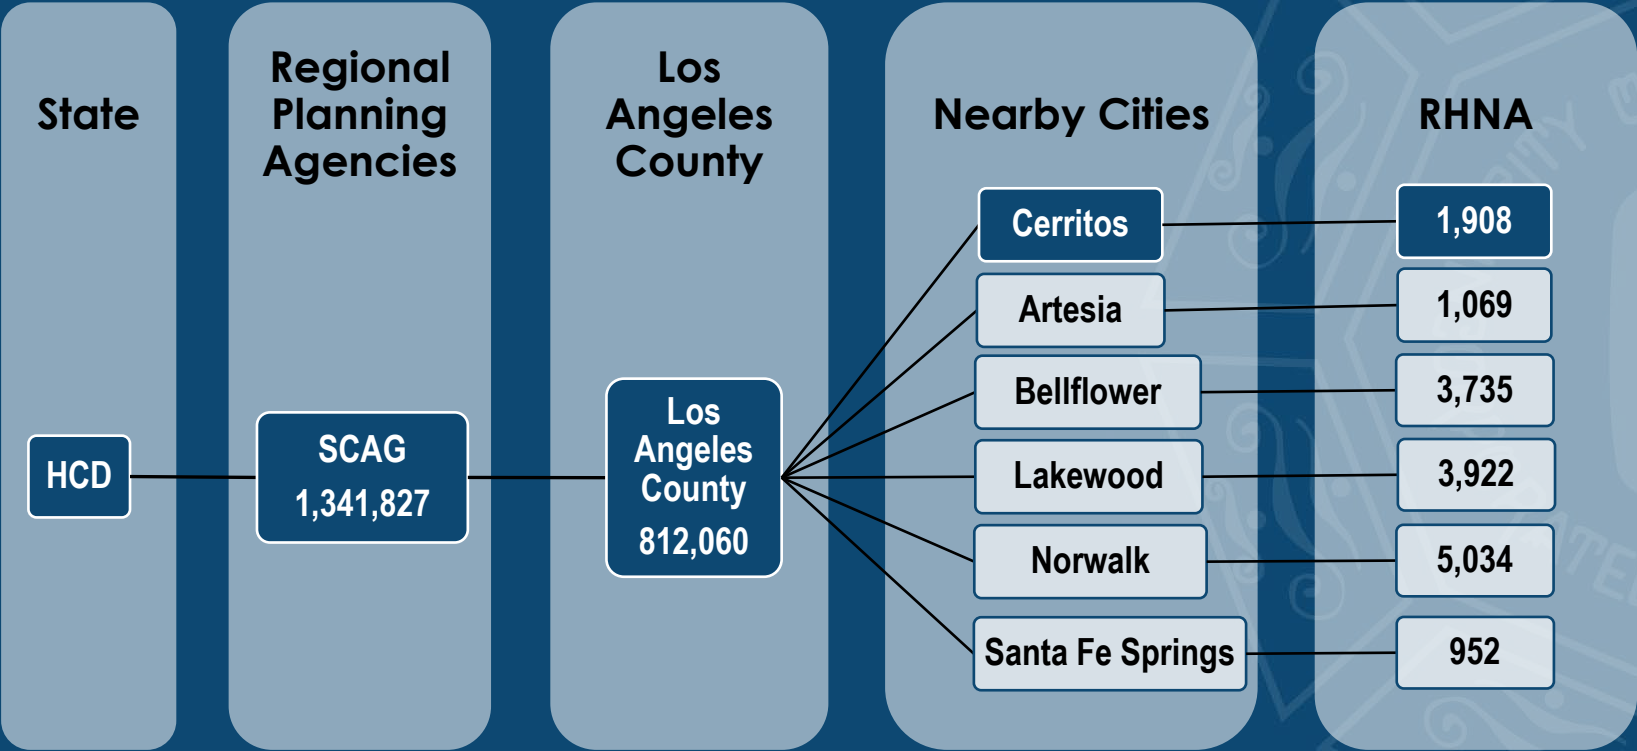 State
Regional
Planning
Agencies
Los
Angeles
County
Nearby Cities
RHNA
HCD
SCAG
1,341,827
Los
Angeles
County
812,060
Cerritos
1,908
Artesia
1,069
Bellflower
3,735
Lakewood
3,922
Norwalk
5,034
Santa Fe Springs
952